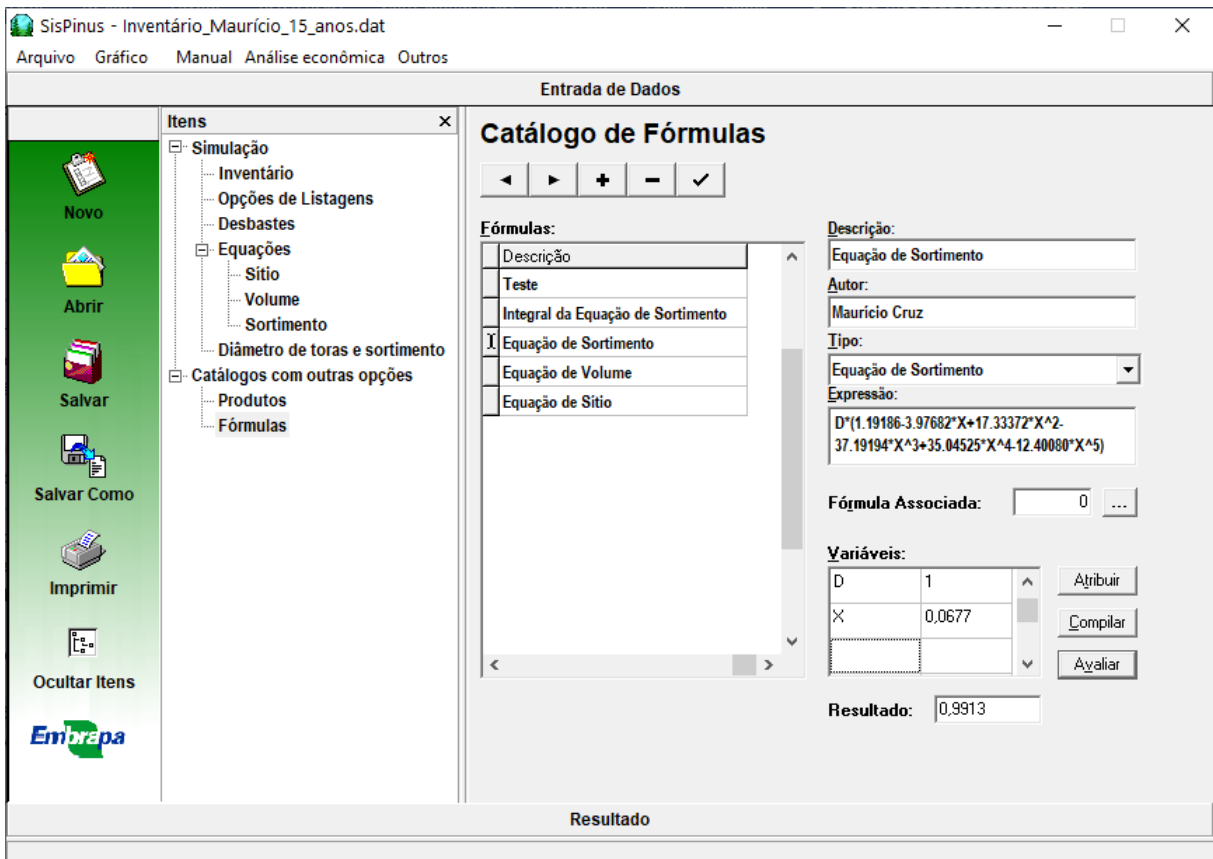 SisPinus - Inventário_Maurício_15_anos.dat
Arquivo Gráfico Manual Análise econômica Outros
Entrada de Dados
Novo
Abrir
Salvar
Salvar Como
Imprimir
Ocultar Itens
Embrapa
Itens
Simulação
Inventário
Opções de Listagens
Desbastes
Equações
Sitio
Volume
Sortimento
Diâmetro de toras e sortimento
Catálogos com outras opções
Produtos
Fórmulas
Catálogo de Fórmulas
Fórmulas:
Descrição
Teste
Integral da Equação de Sortimento
Equação de Sortimento
Equação de Volume
Equação de Sitio
Descrição:
Equação de Sortimento
Autor:
Maurício Cruz
Tipo:
Equação de Sortimento
Expressão:
D*(1.19186-3.97682*X+17.33372*X^2-
37.19194*X^3+35.04525*X^4-12.40080*X^5)
Fórmula Associada: 0 ...
Variáveis:
D 1
X 0,0677
Atribuir
Compilar
Avaliar
Resultado: 0,9913
Resultado